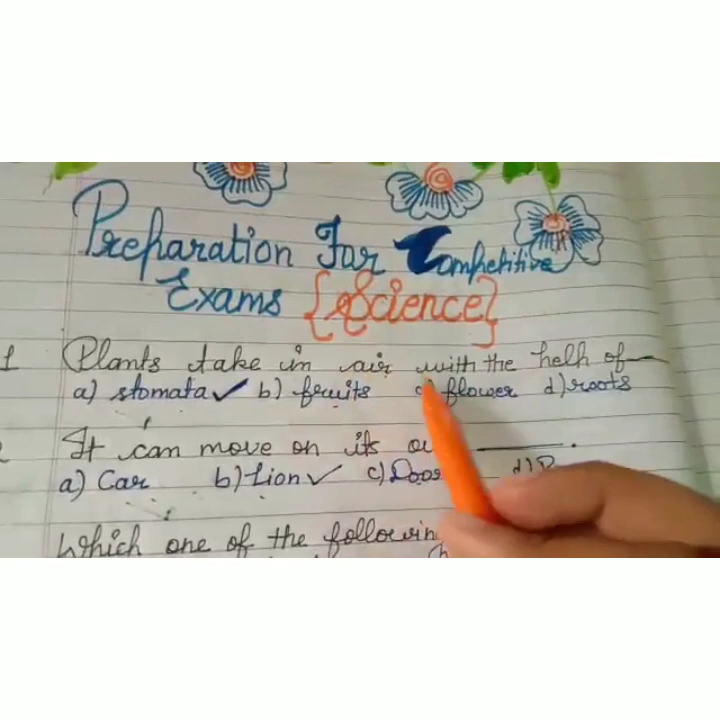 Preparation For Competitive
Exams {Science}
1 Plants take in air with the help of—
a) stomata✓ b) fruits c) flower d) roots
It can move on its ______.
a) Car b) Lion✓ c) Door
Which one of the following